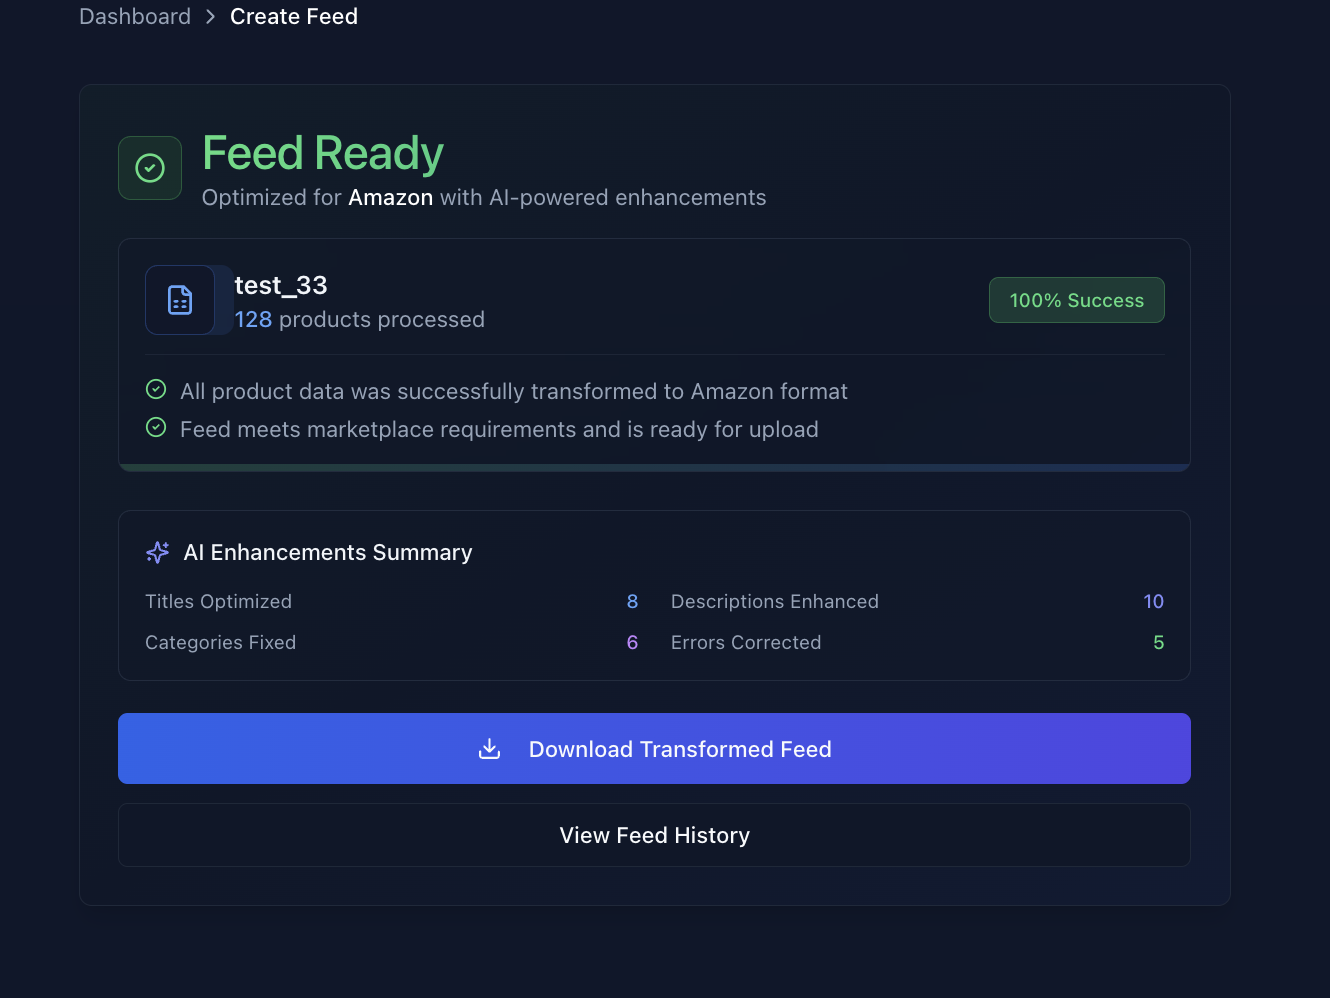 Dashboard > Create Feed
Feed Ready
Optimized for Amazon with AI-powered enhancements
test_33
128 products processed
100% Success
All product data was successfully transformed to Amazon format
Feed meets marketplace requirements and is ready for upload
AI Enhancements Summary
Titles Optimized 8
Descriptions Enhanced 10
Categories Fixed 6
Errors Corrected 5
Download Transformed Feed
View Feed History